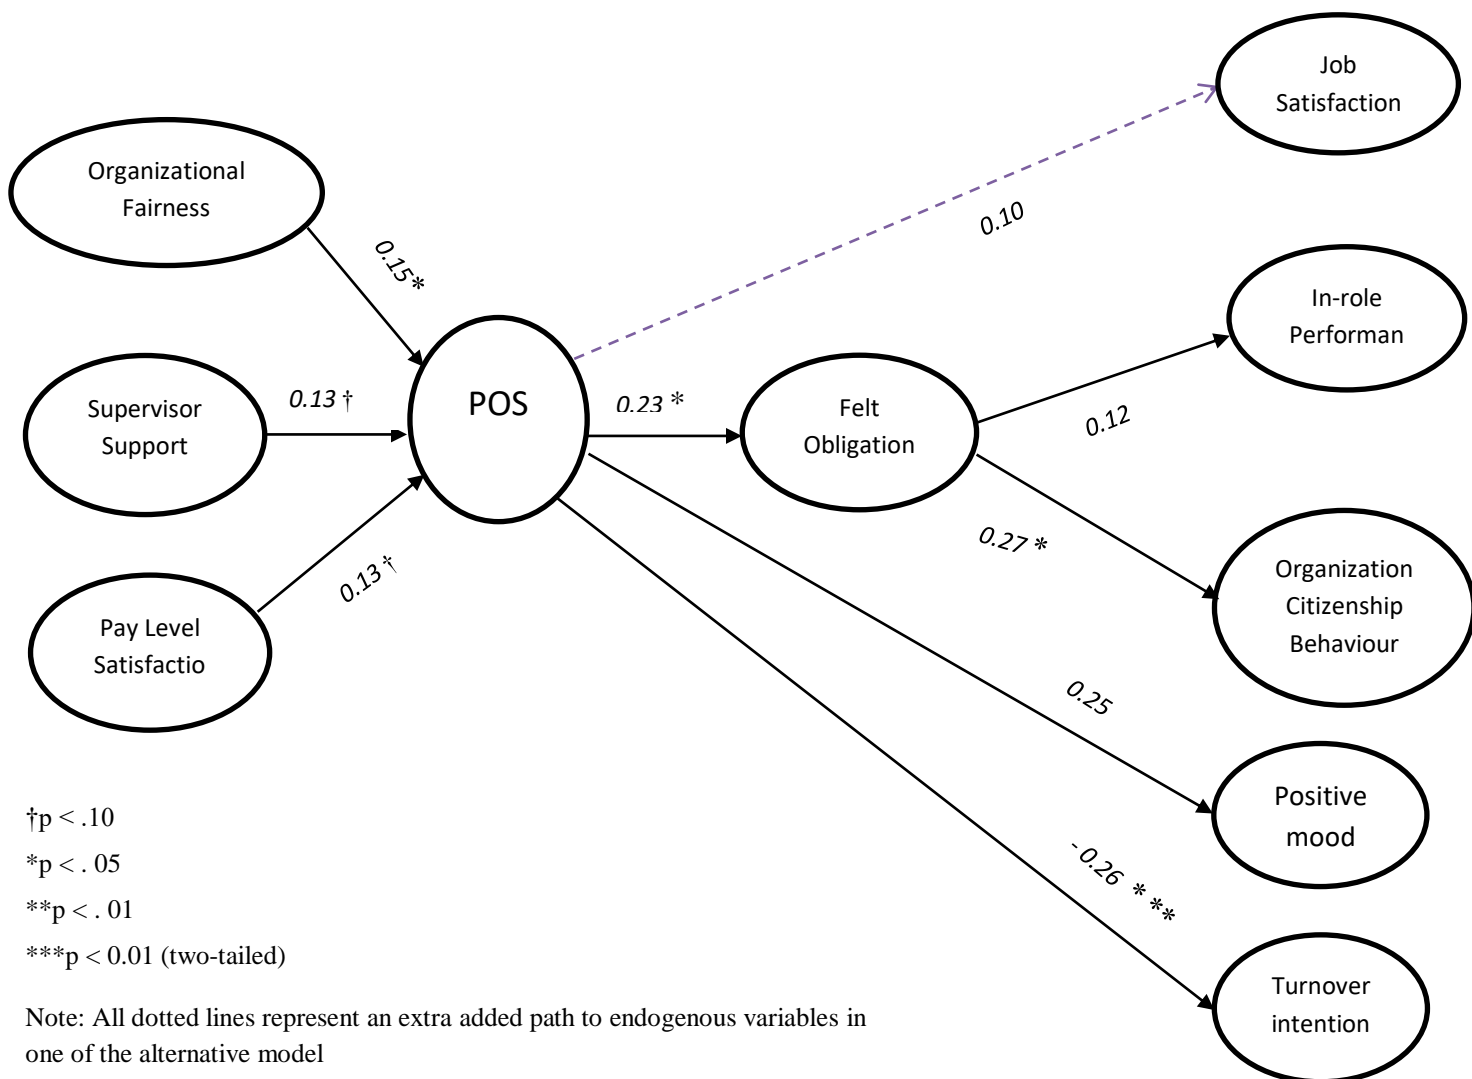 Job
Satisfaction
Organizational
Fairness
0.15*
0.10
In-role
Performan
Supervisor
Support
0.13 †
POS
0.23 *
Felt
Obligation
0.12
0.13 †
0.27 *
Organization
Citizenship
Behaviour
Pay Level
Satisfactio
0.25
Positive
mood
- 0.26 * **
Turnover
intention
†p < .10
*p < . 05
**p < . 01
***p < 0.01 (two-tailed)
Note: All dotted lines represent an extra added path to endogenous variables in
one of the alternative model